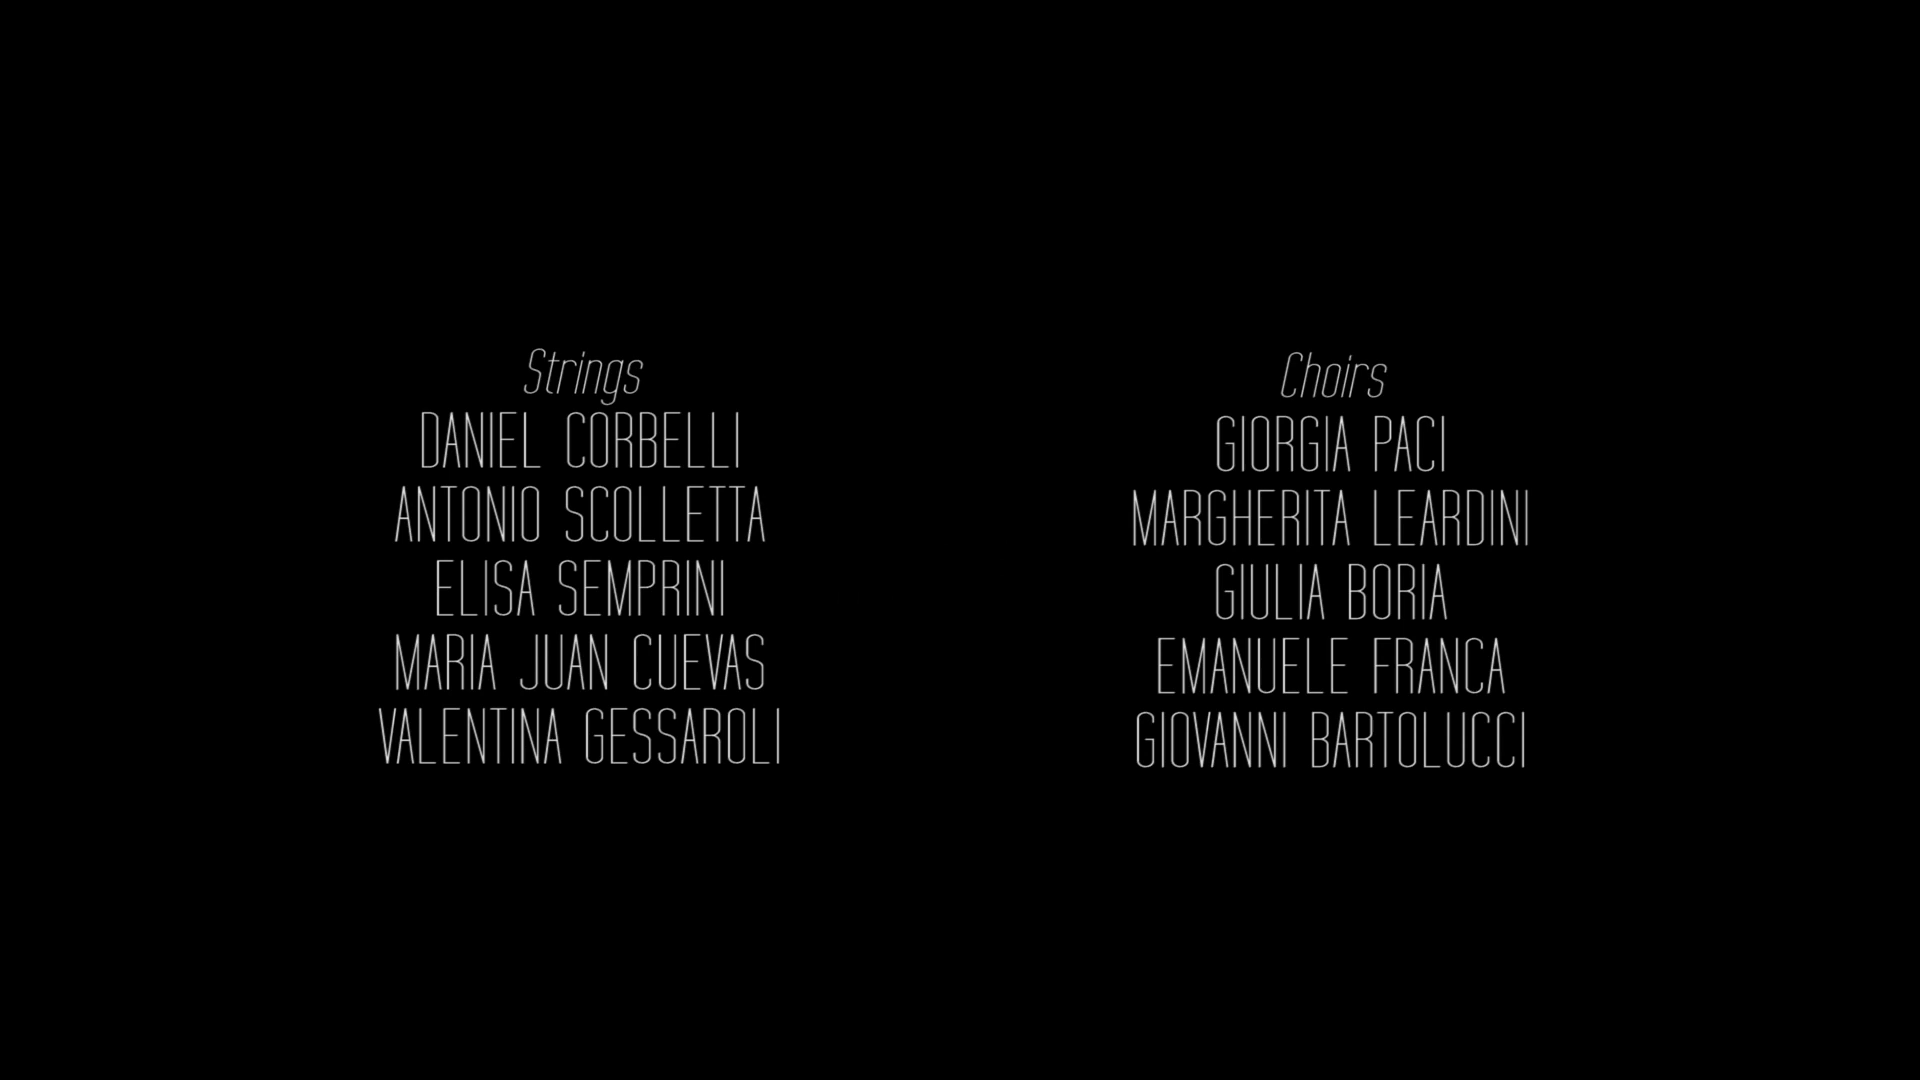 Strings
DANIEL CORBELLI
ANTONIO SCOLLETTA
ELISA SEMPRINI
MARIA JUAN CUEVAS
VALENTINA GESSAROLI
Choirs
GIORGIA PACI
MARGHERITA LEARDINI
GIULIA BORIA
EMANUELE FRANCA
GIOVANNI BARTOLUCCI